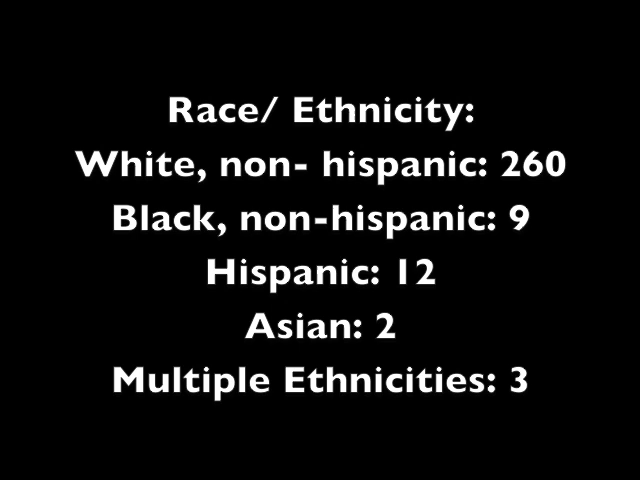 Race/ Ethnicity:
White, non- hispanic: 260
Black, non-hispanic: 9
Hispanic: 12
Asian: 2
Multiple Ethnicities: 3